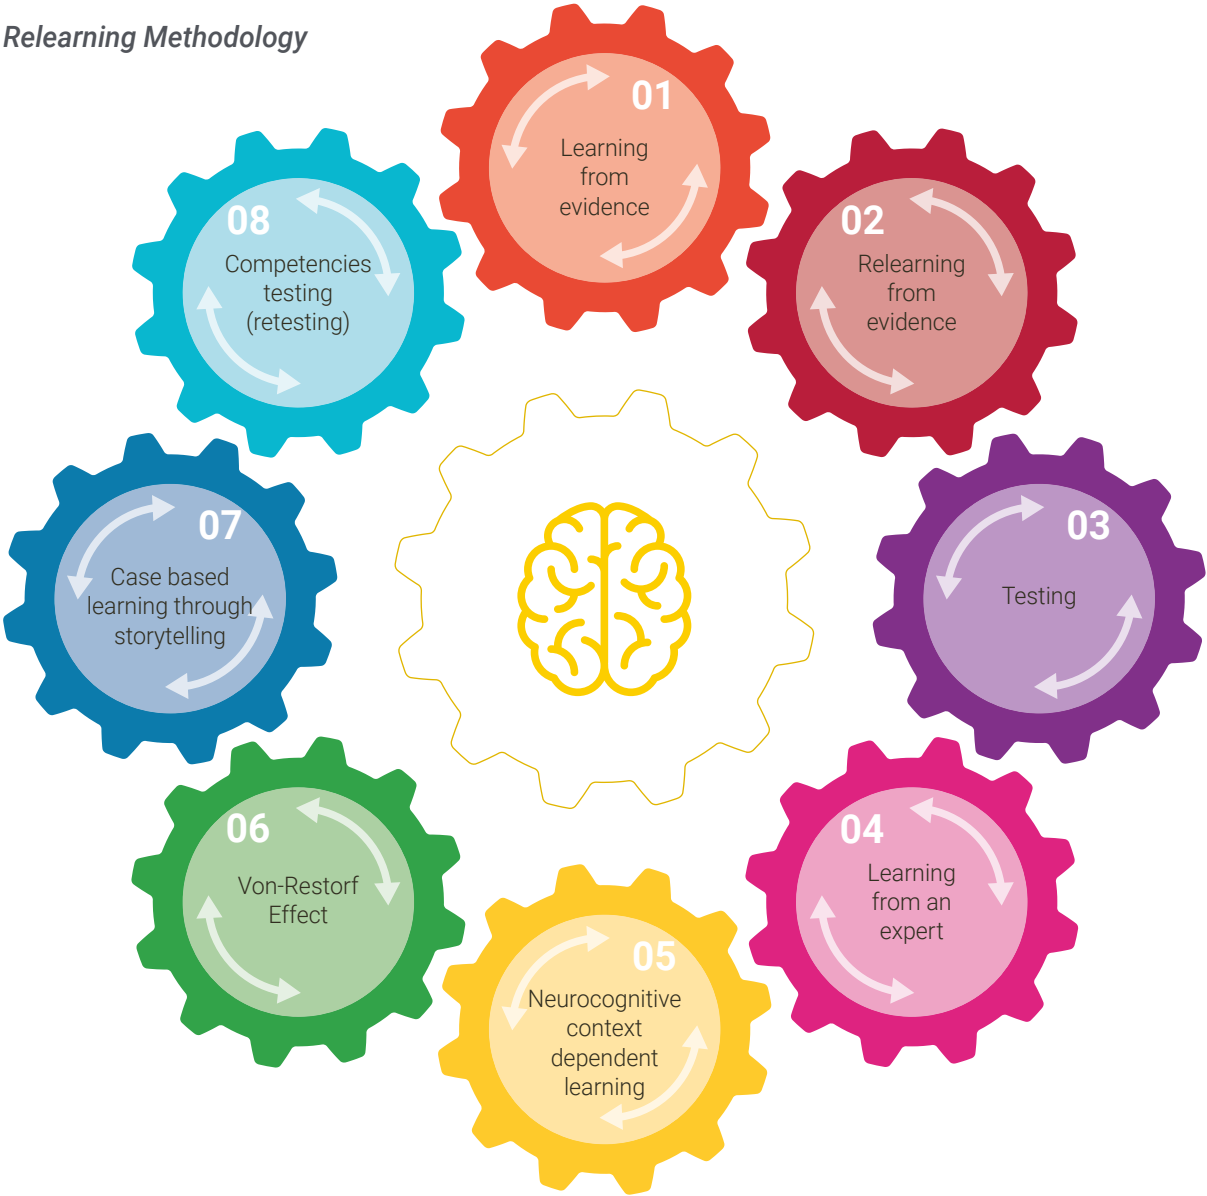 Relearning Methodology
01
Learning
from
evidence
02
Relearning
from
evidence
03
Testing
04
Learning
from an
expert
05
Neurocognitive
context
dependent
learning
06
Von-Restorf
Effect
07
Case based
learning through
storytelling
08
Competencies
testing
(retesting)